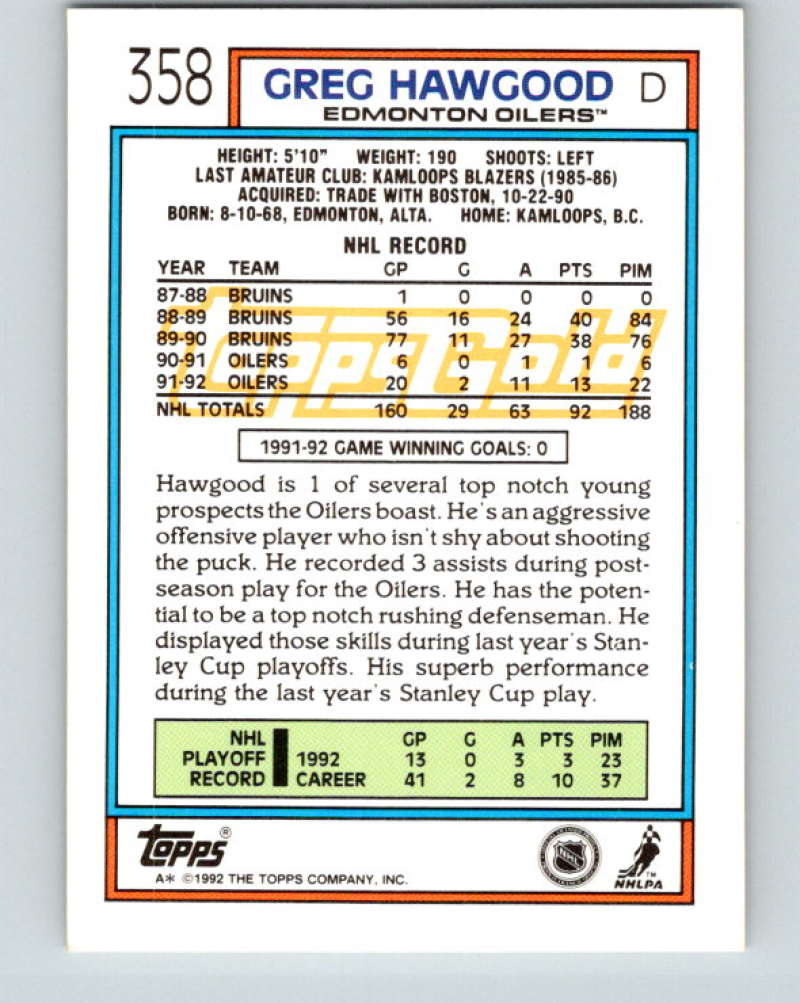 358
GREG HAWGOOD D
EDMONTON OILERS™
HEIGHT: 5'10" WEIGHT: 190 SHOOTS: LEFT
LAST AMATEUR CLUB: KAMLOOPS BLAZERS (1985-86)
ACQUIRED: TRADE WITH BOSTON, 10-22-90
BORN: 8-10-68, EDMONTON, ALTA. HOME: KAMLOOPS, B.C.
NHL RECORD
YEAR TEAM GP G A PTS PIM
87-88 BRUINS 1 0 0 0 0
88-89 BRUINS 56 16 24 40 84
89-90 BRUINS 77 11 27 38 76
90-91 OILERS 6 0 1 1 6
91-92 OILERS 20 2 11 13 22
NHL TOTALS 160 29 63 92 188
ToppsGold
1991-92 GAME WINNING GOALS: 0
Hawgood is 1 of several top notch young
prospects the Oilers boast. He's an aggressive
offensive player who isn't shy about shooting
the puck. He recorded 3 assists during post-
season play for the Oilers. He has the poten-
tial to be a top notch rushing defenseman. He
displayed those skills during last year's Stan-
ley Cup playoffs. His superb performance
during the last year's Stanley Cup play.
NHL GP G A PTS PIM
PLAYOFF 1992 13 0 3 3 23
RECORD CAREER 41 2 8 10 37
TOPPS®
NHL
™
NHLPA
A* ©1992 THE TOPPS COMPANY, INC.